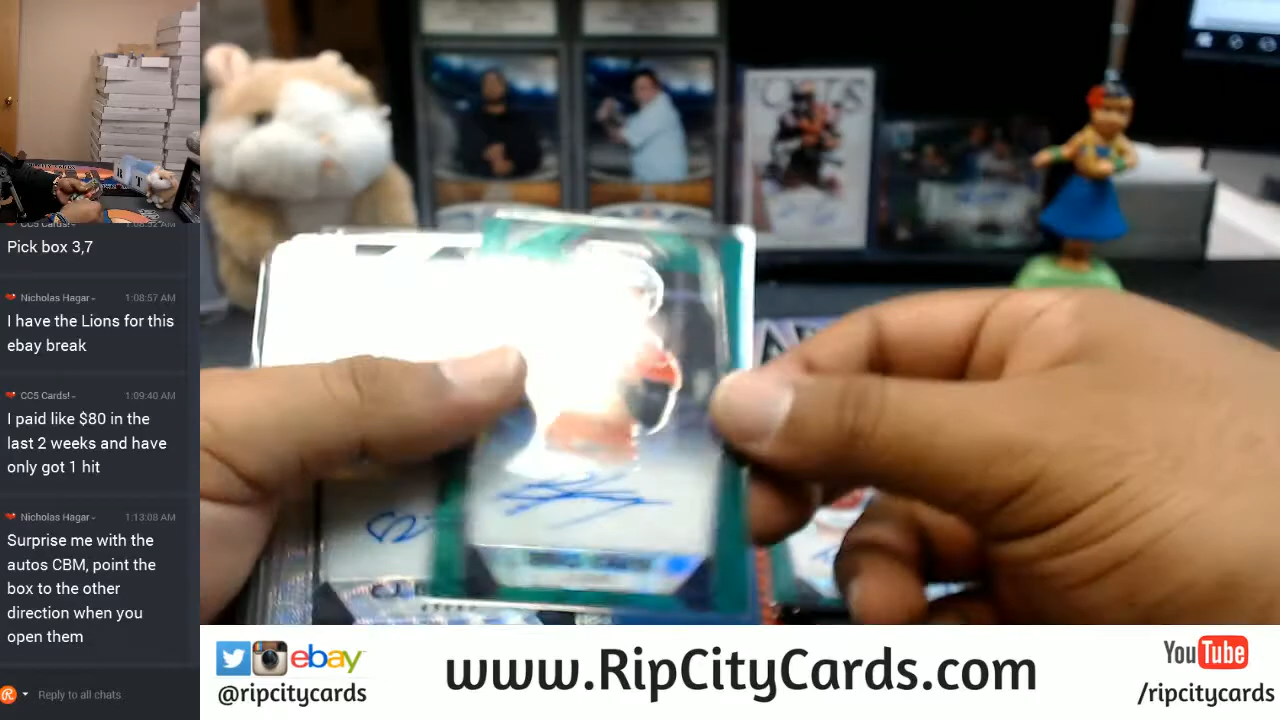 CC5 Cards!
Pick box 3,7
Nicholas Hagar 1:08:57 AM
I have the Lions for this
ebay break
CC5 Cards! 1:09:40 AM
I paid like $80 in the
last 2 weeks and have
only got 1 hit
Nicholas Hagar 1:13:08 AM
Surprise me with the
autos CBM, point the
box to the other
direction when you
open them
Reply to all chats
ebay
@ripcitycards
www.RipCityCards.com
YouTube
/ripcitycards